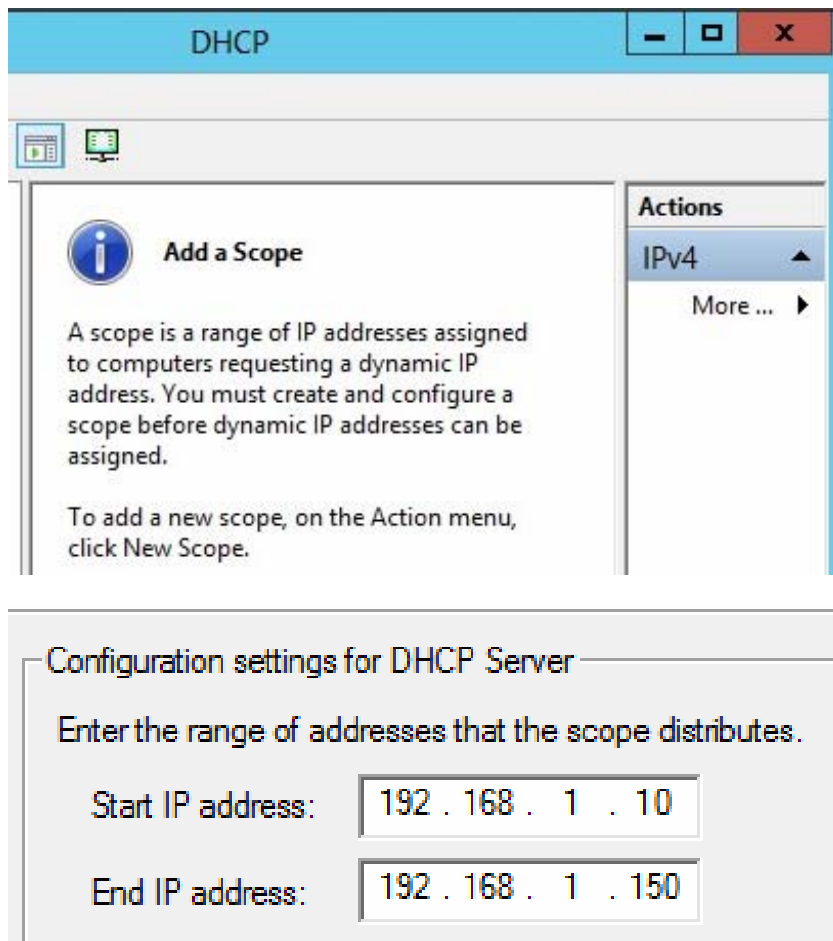 DHCP
Add a Scope
A scope is a range of IP addresses assigned
to computers requesting a dynamic IP
address. You must create and configure a
scope before dynamic IP addresses can be
assigned.
To add a new scope, on the Action menu,
click New Scope.
Actions
IPv4
More ...
Configuration settings for DHCP Server
Enter the range of addresses that the scope distributes.
Start IP address: 192 . 168 . 1 . 10
End IP address: 192 . 168 . 1 . 150